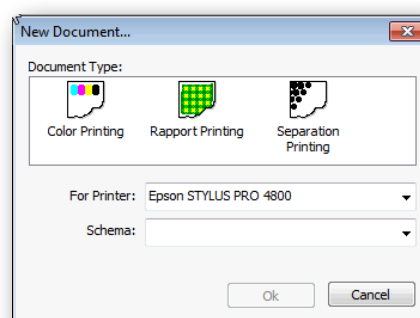 New Document...
Document Type:
Color Printing
Rapport Printing
Separation
Printing
For Printer: Epson STYLUS PRO 4800
Schema:
Ok Cancel